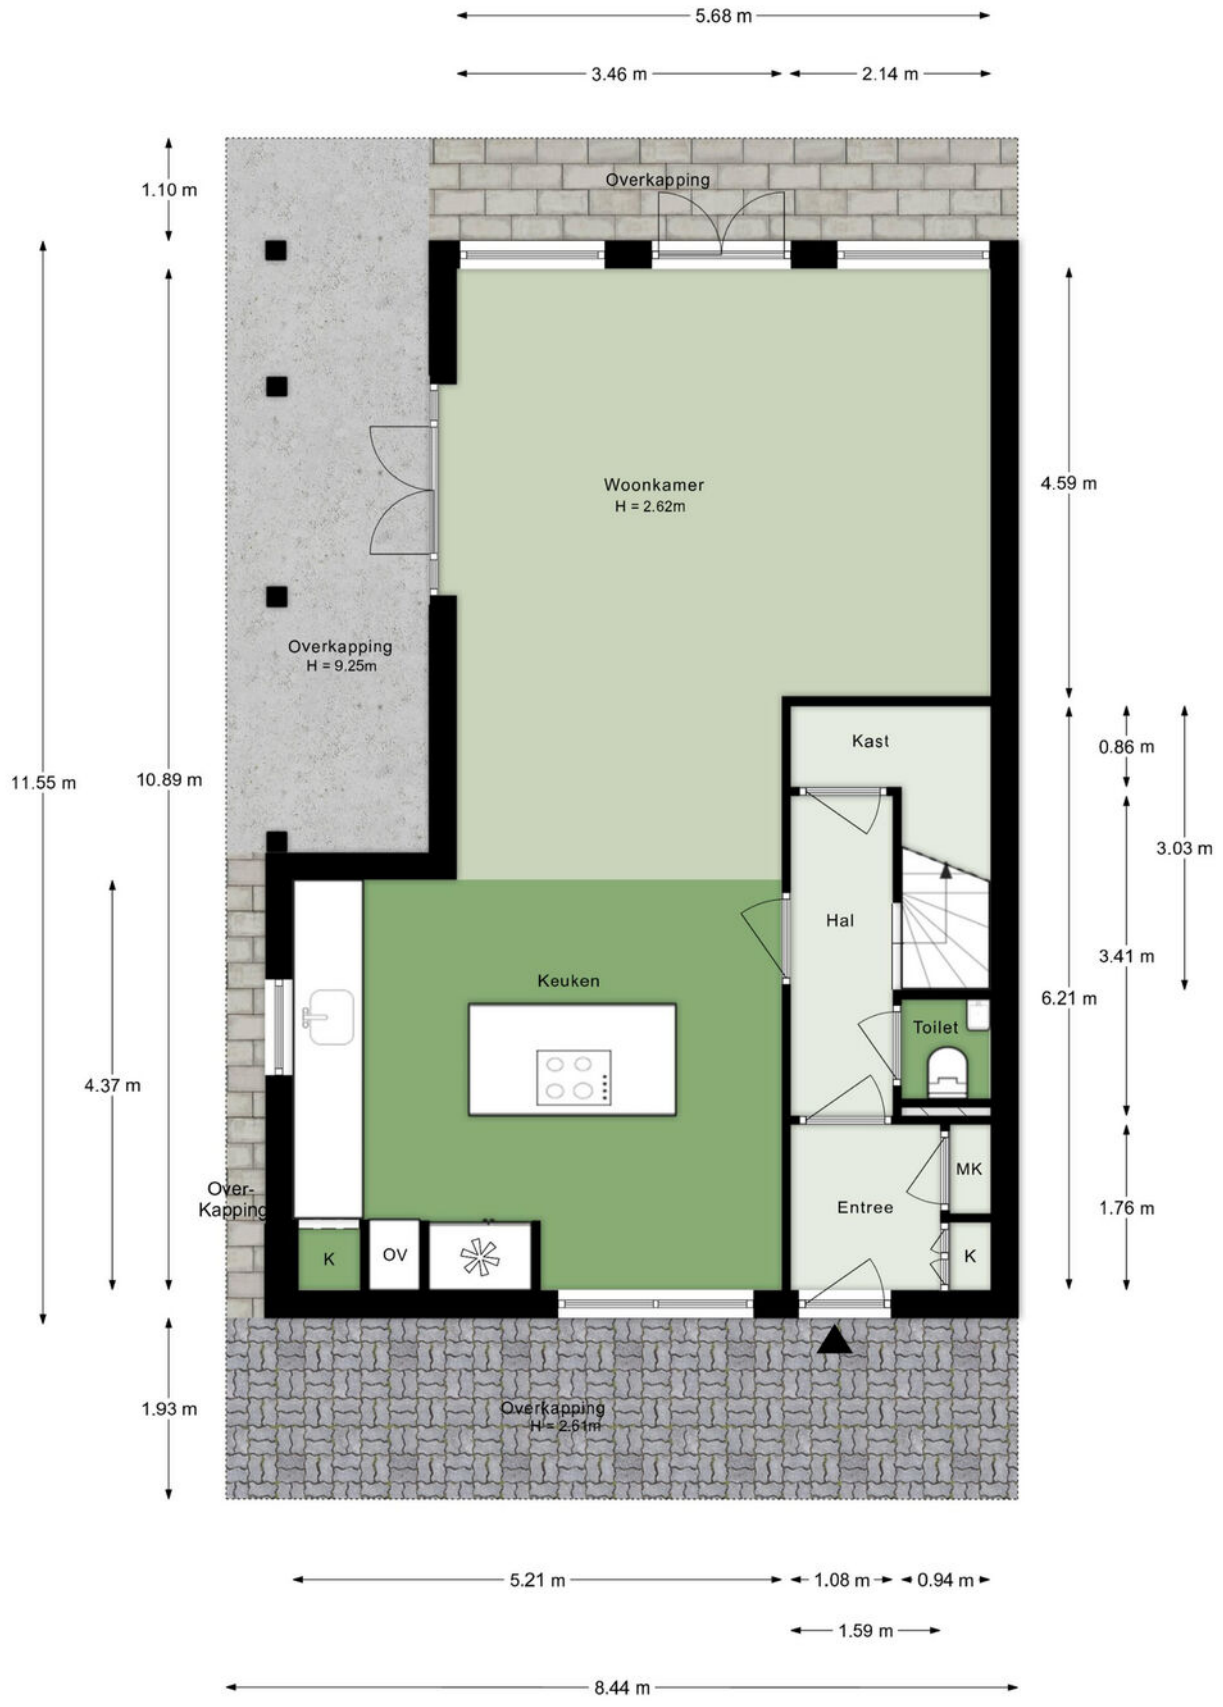 5.68 m
3.46 m
2.14 m
1.10 m
Overkapping
Woonkamer
H = 2.62m
4.59 m
Overkapping
H = 9.25m
Kast
0.86 m
11.55 m
10.89 m
3.03 m
Hal
Keuken
3.41 m
6.21 m
Toilet
4.37 m
MK
Over-
Kapping
Entree
1.76 m
K
OV
K
1.93 m
Overkapping
H = 2.61m
5.21 m
1.08 m
0.94 m
1.59 m
8.44 m